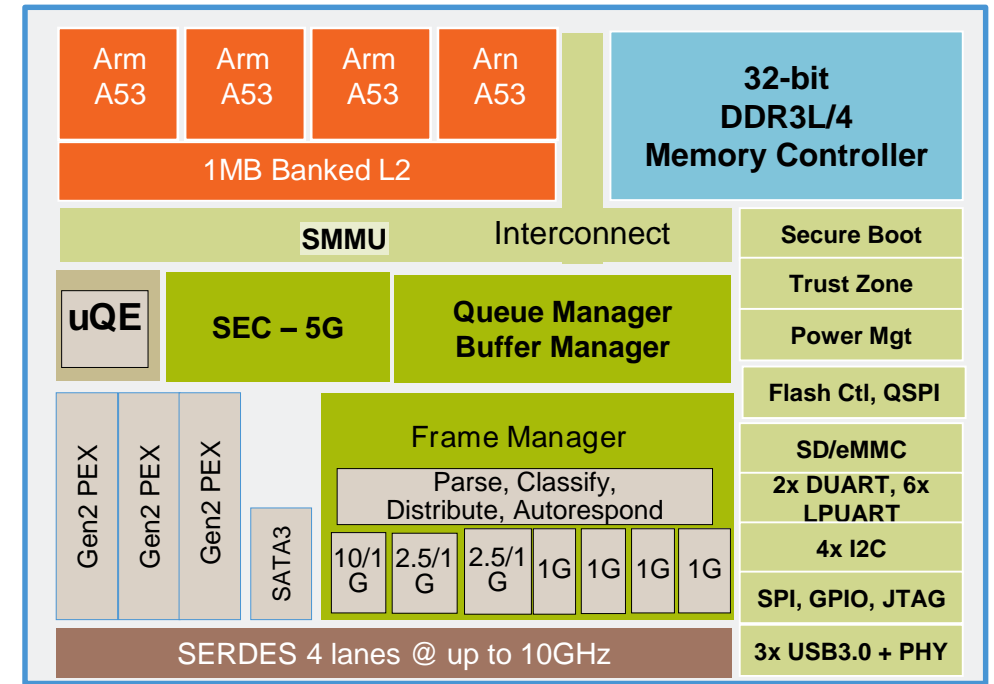 Arm
A53
Arm
A53
Arm
A53
Arn
A53
1MB Banked L2
32-bit
DDR3L/4
Memory Controller
SMMU
Interconnect
uQE
SEC – 5G
Queue Manager
Buffer Manager
Secure Boot
Trust Zone
Power Mgt
Flash Ctl, QSPI
SD/eMMC
2x DUART, 6x
LPUART
4x I2C
SPI, GPIO, JTAG
3x USB3.0 + PHY
Gen2 PEX
Gen2 PEX
Gen2 PEX
SATA3
Frame Manager
Parse, Classify,
Distribute, Autorespond
10/1
G
2.5/1
G
2.5/1
G
1G
1G
1G
1G
SERDES 4 lanes @ up to 10GHz